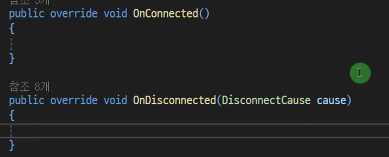 public override void OnConnected()
{
}
참조 8개
public override void OnDisconnected(DisconnectCause cause)
{
}